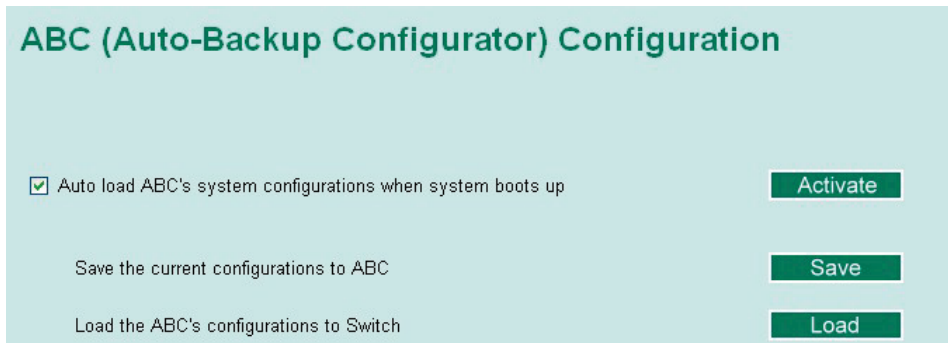 ABC (Auto-Backup Configurator) Configuration
Auto load ABC's system configurations when system boots up Activate
Save the current configurations to ABC Save
Load the ABC's configurations to Switch Load